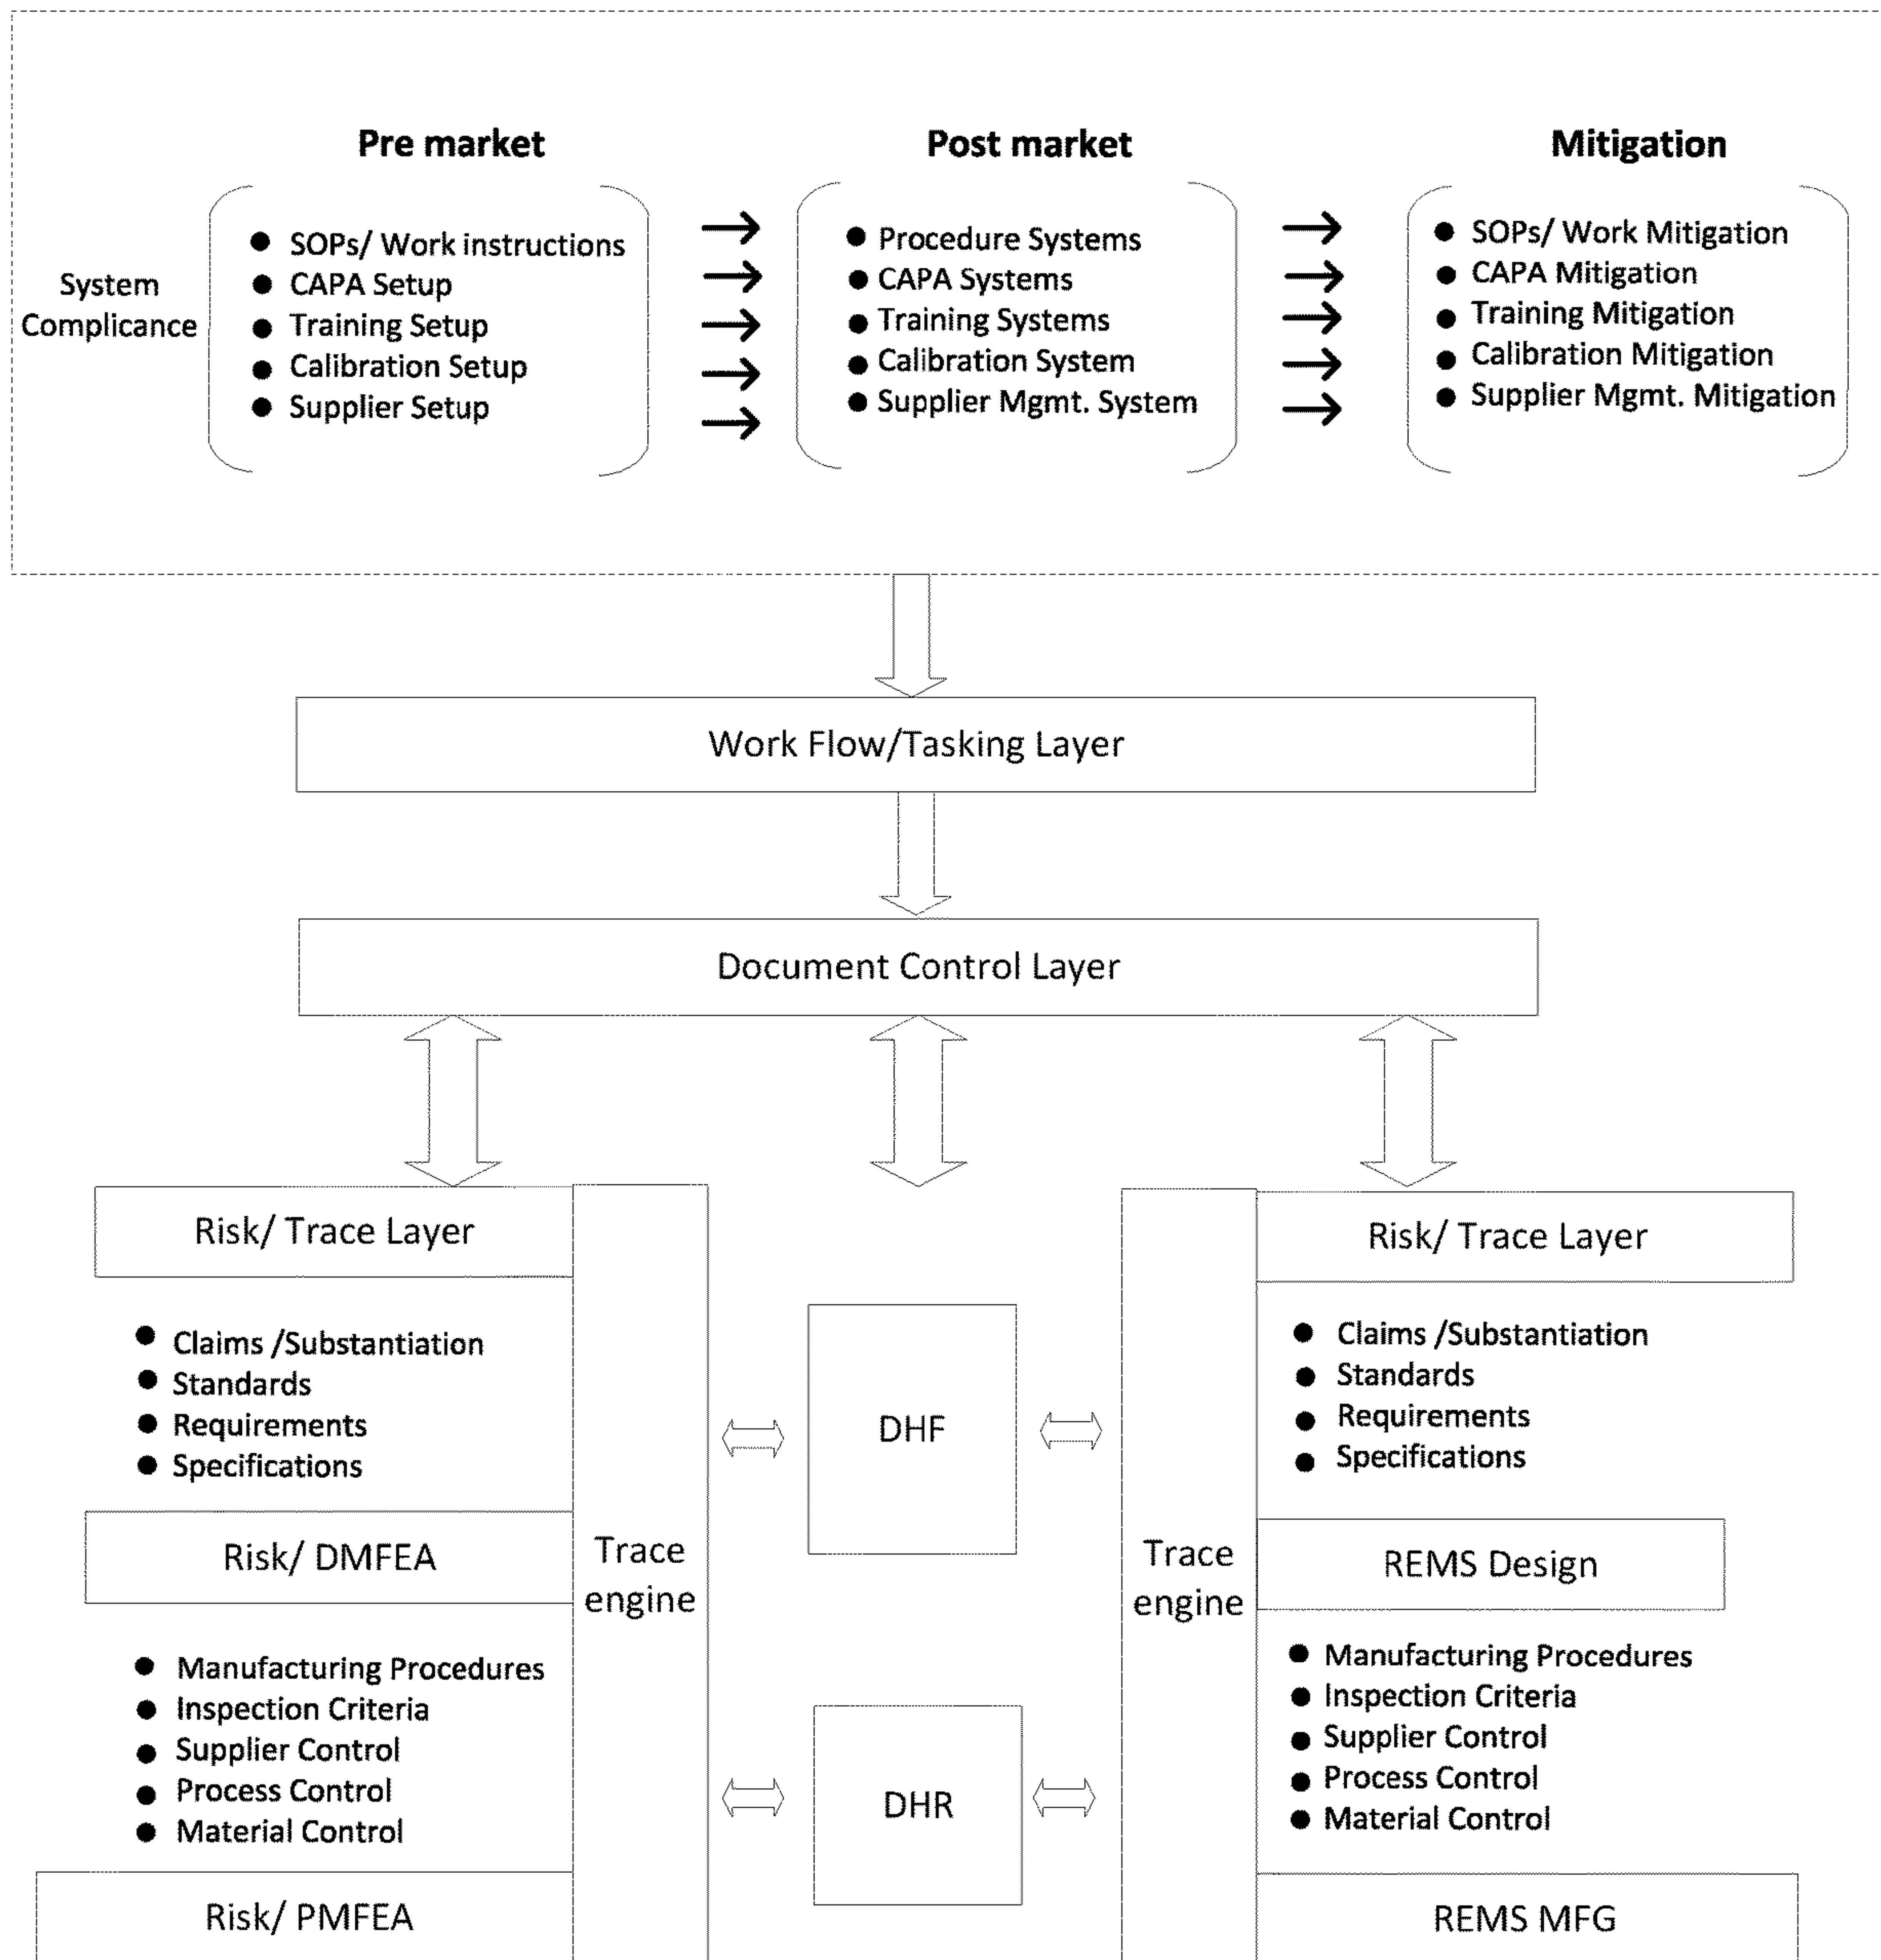 Pre market
Post market
Mitigation
System
Complicance
● SOPs/ Work instructions
● CAPA Setup
● Training Setup
● Calibration Setup
● Supplier Setup
● Procedure Systems
● CAPA Systems
● Training Systems
● Calibration System
● Supplier Mgmt. System
● SOPs/ Work Mitigation
● CAPA Mitigation
● Training Mitigation
● Calibration Mitigation
● Supplier Mgmt. Mitigation
Work Flow/Tasking Layer
Document Control Layer
Risk/ Trace Layer
● Claims /Substantiation
● Standards
● Requirements
● Specifications
Risk/ DMFEA
● Manufacturing Procedures
● Inspection Criteria
● Supplier Control
● Process Control
● Material Control
Risk/ PMFEA
Trace
engine
DHF
DHR
Trace
engine
Risk/ Trace Layer
● Claims /Substantiation
● Standards
● Requirements
● Specifications
REMS Design
● Manufacturing Procedures
● Inspection Criteria
● Supplier Control
● Process Control
● Material Control
REMS MFG